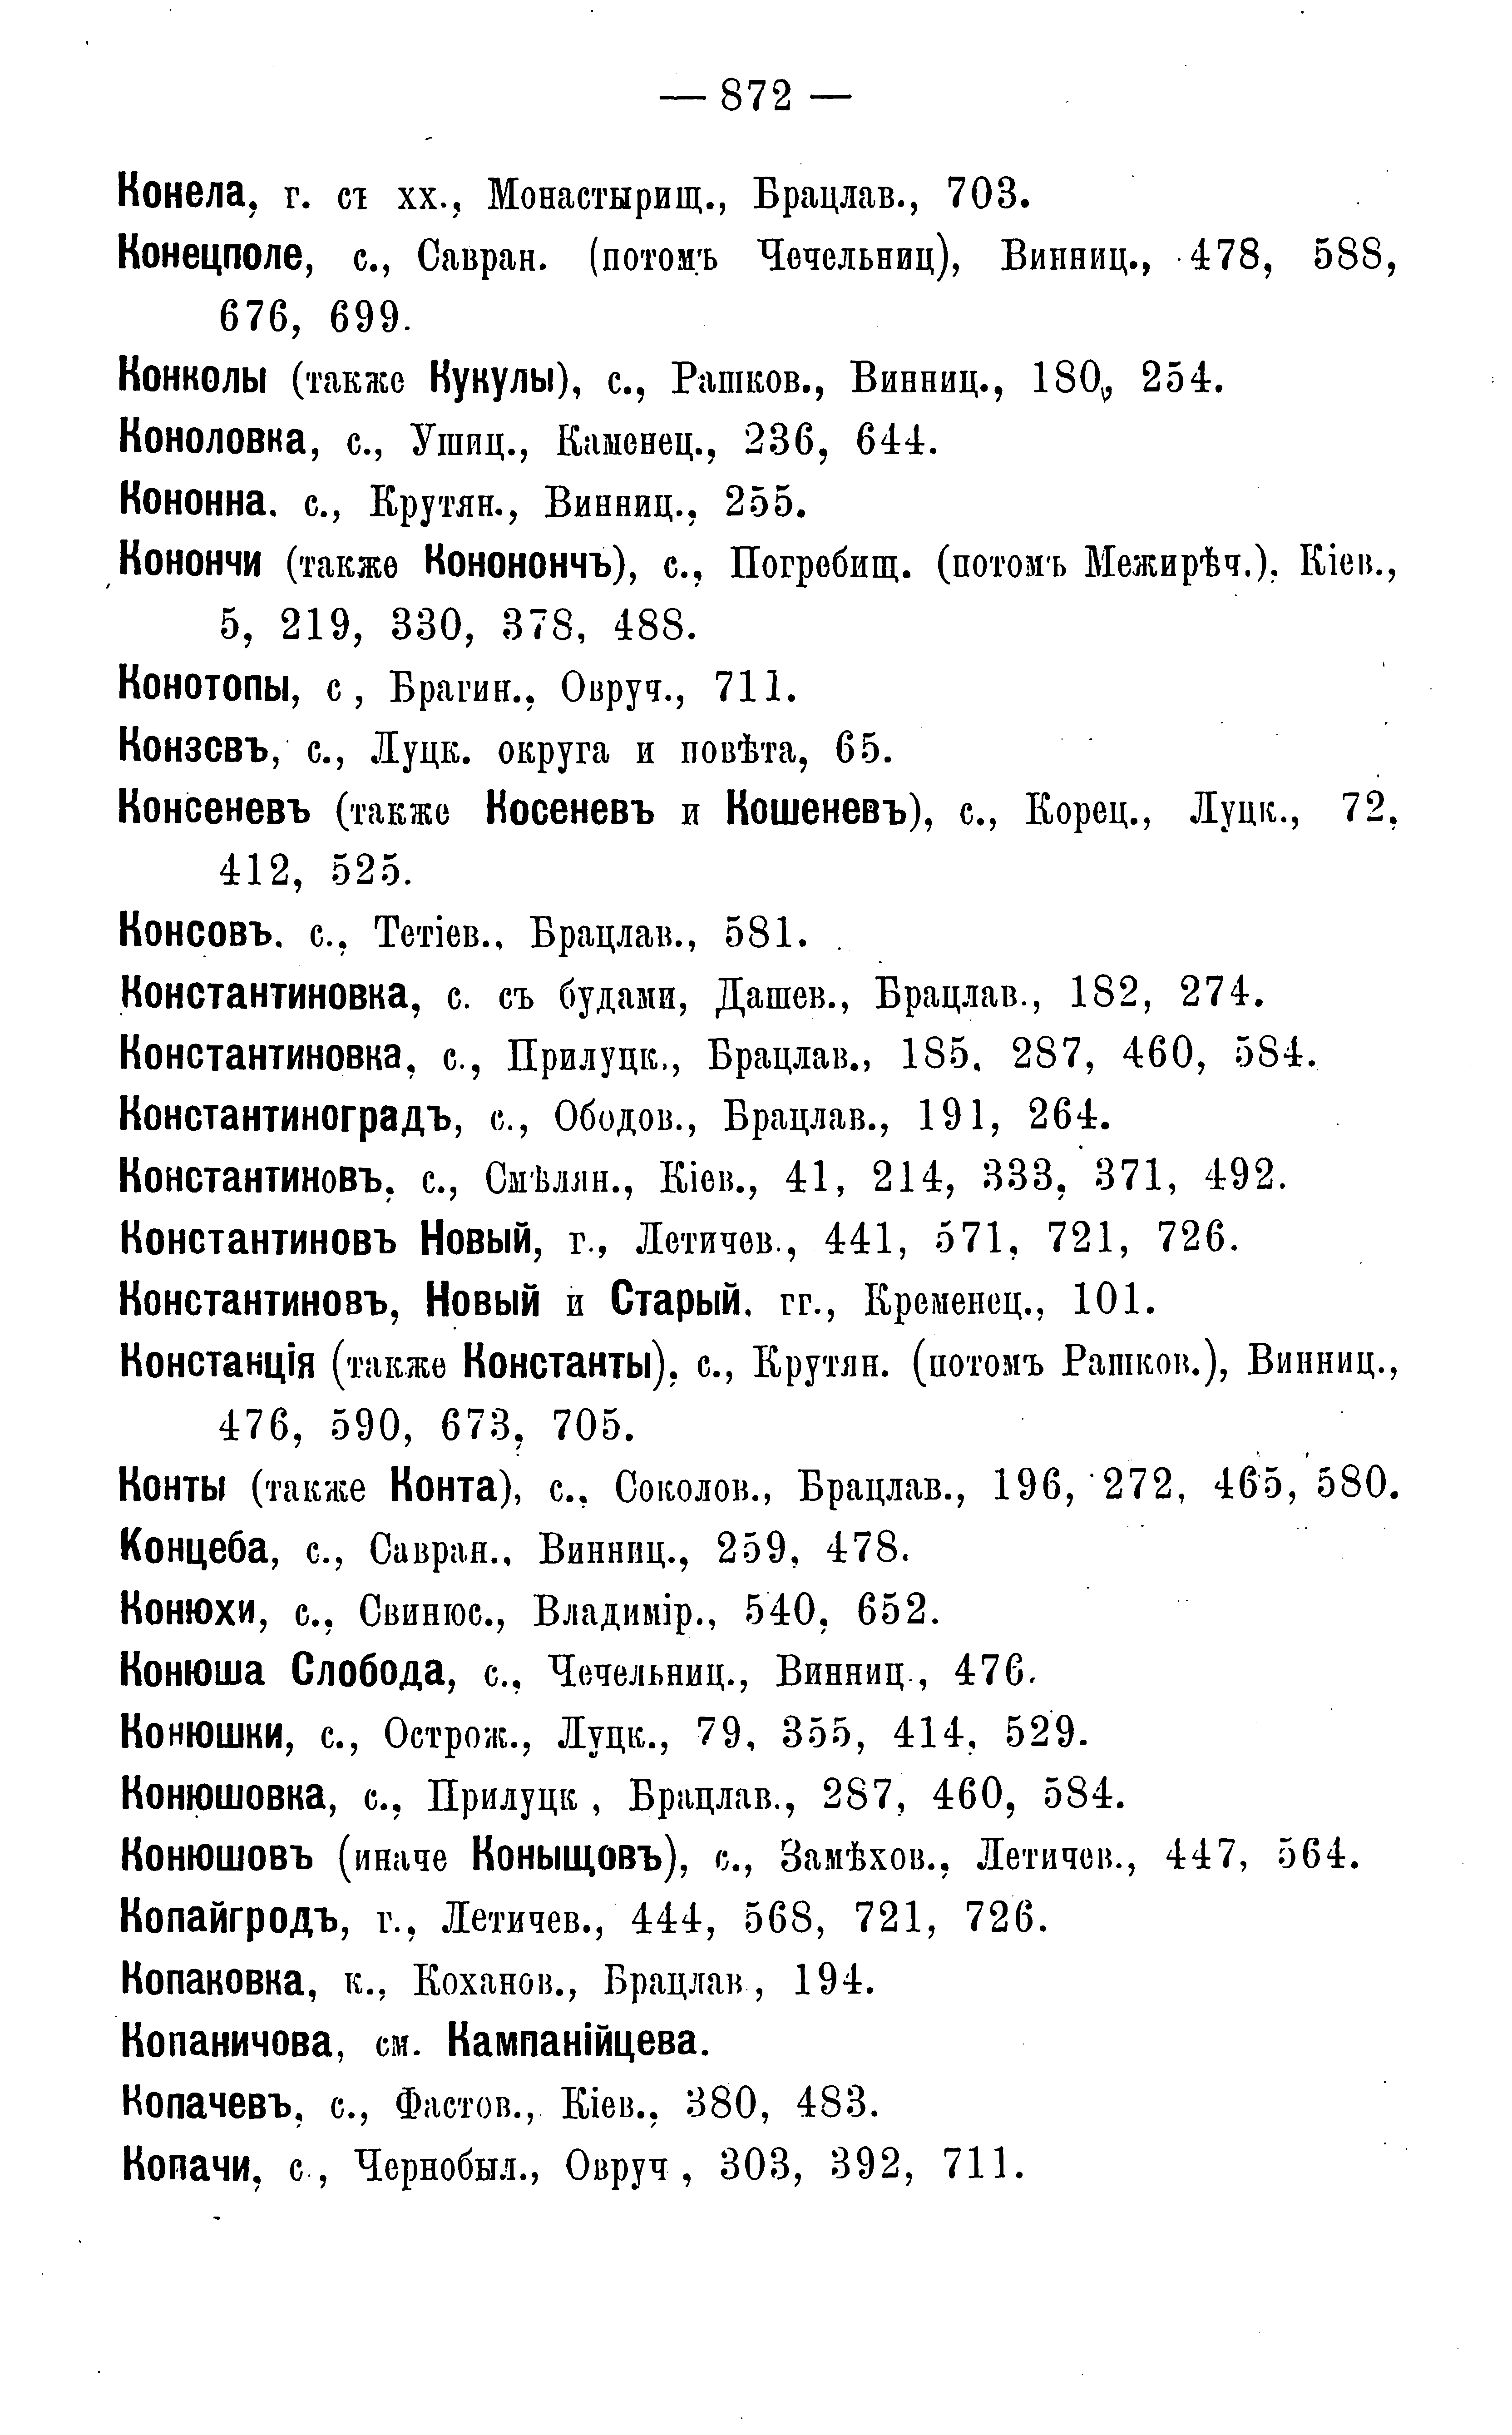 — 872 —
Конела, г. съ хх., Монастырищ., Брацлав., 703.
Конецполе, с., Савран. (потомъ Чечельниц), Винниц., 478, 588,
676, 699.
Конколы (также Кукулы), с., Рашков., Винниц., 180, 254.
Коноловка, с., Ушиц., Каменец., 236, 644.
Кононна. с., Крутян., Винниц., 255.
Конончи (также Кононончъ), с., Погребищ. (потомъ Межирѣч.). Кіев.,
5, 219, 330, 378, 488.
Конотопы, с , Брагин., Овруч., 711.
Конзсвъ, с., Луцк. округа и повѣта, 65.
Консеневъ (также Косеневъ и Кошеневъ), с., Корец., Луцк., 72,
412, 525.
Консовъ. с., Тетіев., Брацлав., 581.
Константиновка, с. съ будами, Дашев., Брацлав., 182, 274.
Константиновка, с., Прилуцк., Брацлав., 185, 287, 460, 584.
Константиноградъ, с., Ободов., Брацлав., 191, 264.
Константиновъ, с., Смѣлян., Кіев., 41, 214, 333, 371, 492.
Константиновъ Новый, г., Летичев., 441, 571, 721, 726.
Константиновъ, Новый и Старый. гг., Кременец., 101.
Констанція (также Константы), с., Крутян. (потомъ Рашков.), Винниц.,
476, 590, 673, 705.
Конты (также Конта), с., Соколов., Брацлав., 196, 272, 465, 580.
Концеба, с., Савран., Винниц., 259, 478.
Конюхи, с., Свинюс., Владимір., 540, 652.
Конюша Слобода, с., Чечельниц., Винниц., 476.
Конюшки, с., Острож., Луцк., 79, 355, 414, 529.
Конюшовка, с., Прилуцк , Брацлав., 287, 460, 584.
Конюшовъ (иначе Коныщовъ), с., Замѣхов., Летичев., 447, 564.
Копайгродъ, г., Летичев., 444, 568, 721, 726.
Копаковка, к., Коханов., Брацлав , 194.
Копаничова, см. Кампанійцева.
Копачевъ, с., Фастов., Кіев., 380, 483.
Копачи, с., Чернобыл., Овруч , 303, 392, 711.